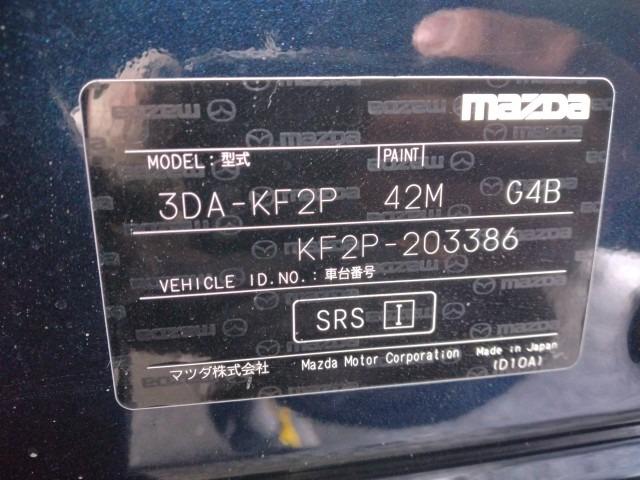 mazda
MODEL: 型式 PAINT
3DA-KF2P 42M G4B
KF2P-203386
VEHICLE ID.NO.: 車台番号
SRS I
マツダ株式会社 Mazda Motor Corporation Made in Japan
(D10A)